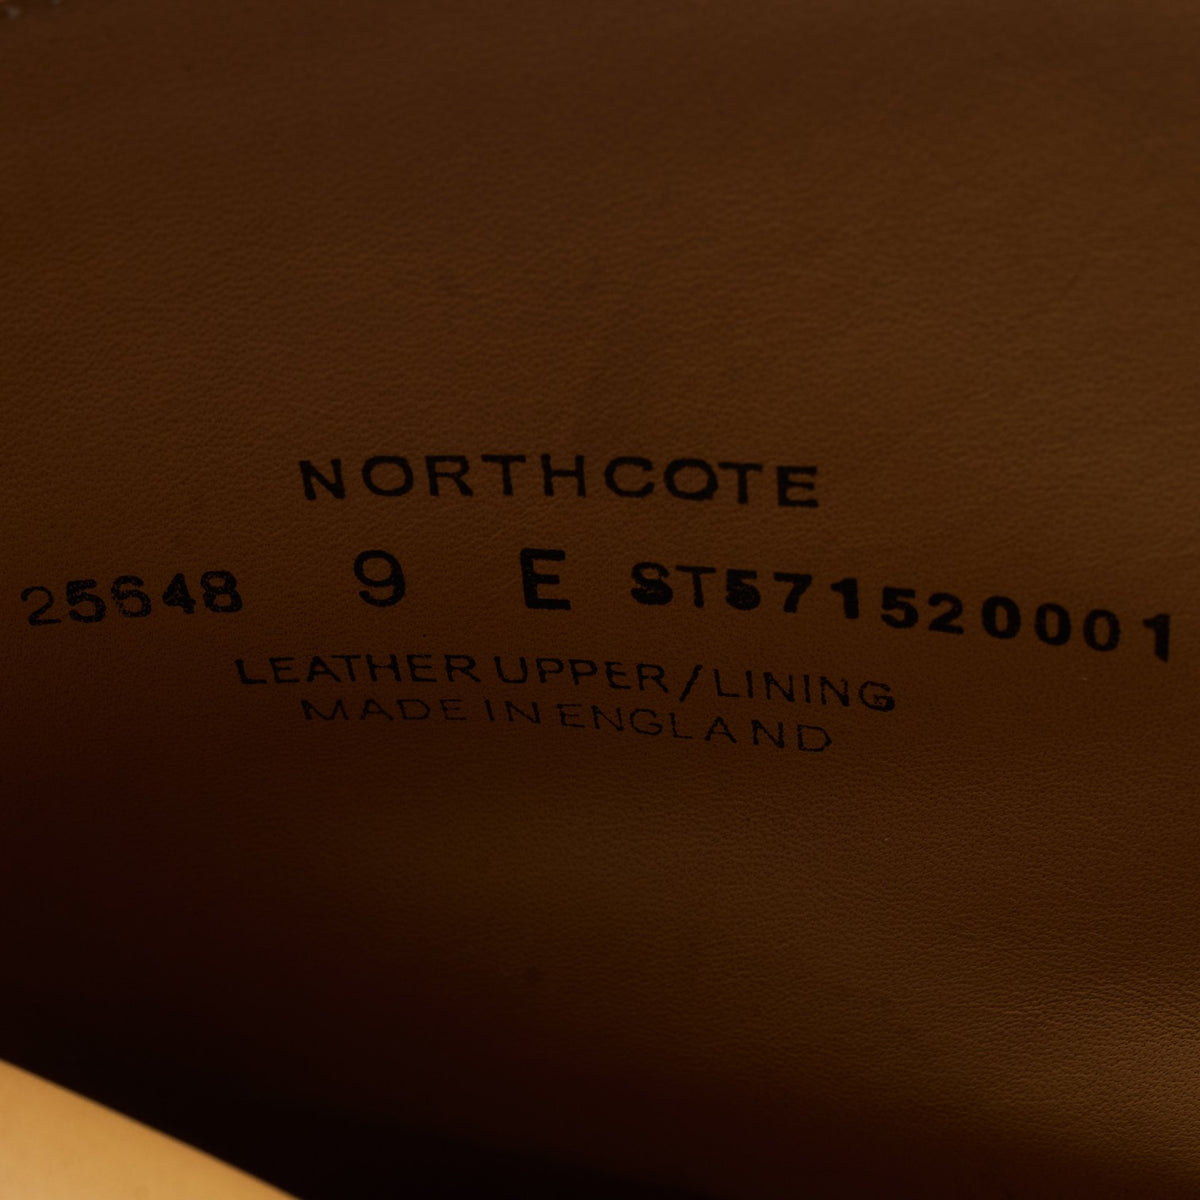 NORTHCOTE
25648 9 E ST571520001
LEATHER UPPER/LINING
MADE IN ENGLAND